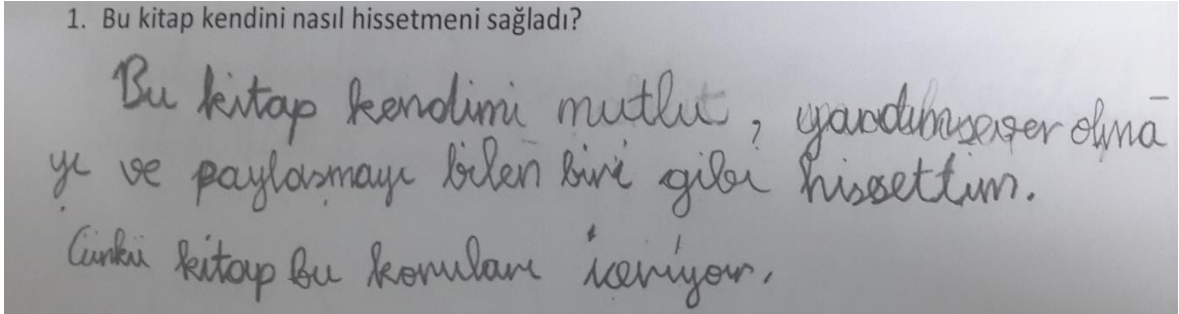 1. Bu kitap kendini nasıl hissetmeni sağladı?
Bu kitap kendimi mutlu, yardımsever olma
yı ve paylaşmayı bilen biri gibi hissettim.
Çünkü kitap bu konuları içeriyor.